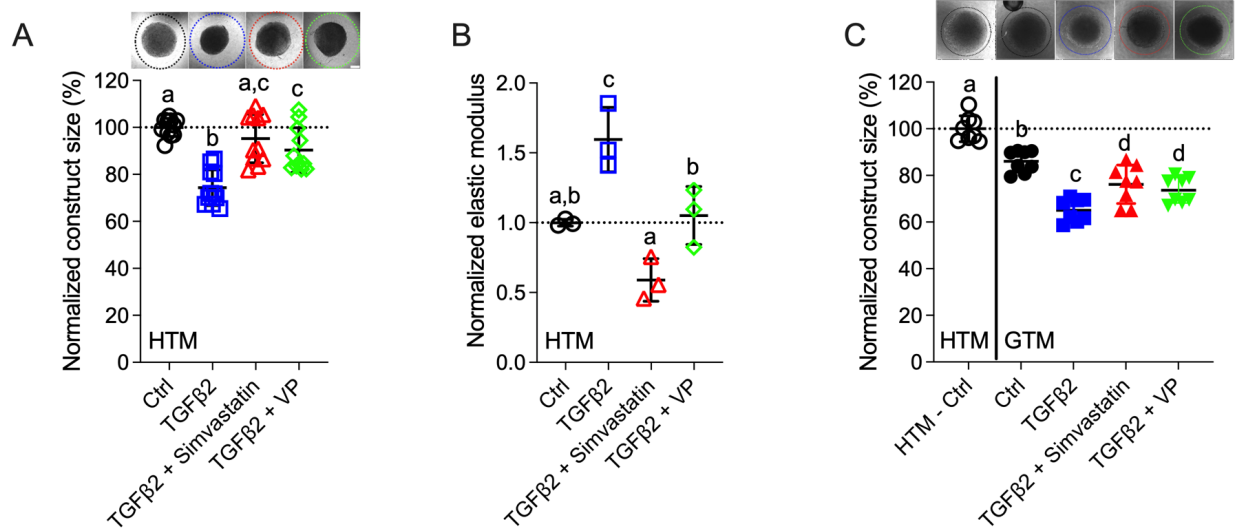 A
Normalized construct size (%)
120
100
80
60
40
20
0
a
b
a,c
c
HTM
Ctrl
TGFβ2
TGFβ2 + Simvastatin
TGFβ2 + VP
B
Normalized elastic modulus
2.0
1.5
1.0
0.5
0.0
a,b
c
a
b
HTM
Ctrl
TGFβ2
TGFβ2 + Simvastatin
TGFβ2 + VP
C
Normalized construct size (%)
120
100
80
60
40
20
0
a
b
c
d
d
HTM
GTM
HTM - Ctrl
Ctrl
TGFβ2
TGFβ2 + Simvastatin
TGFβ2 + VP